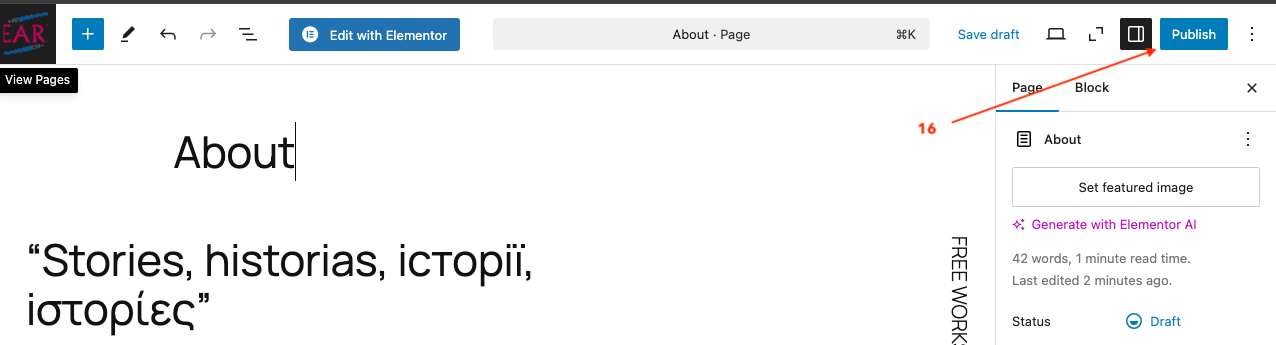 EAR
Edit with Elementor
About · Page
⌘K
Save draft
Publish
View Pages
Page
Block
16
About
About
Set featured image
Generate with Elementor AI
“Stories, historias, історії,
ιστορίες”
FREE WORKS
42 words, 1 minute read time.
Last edited 2 minutes ago.
Status
Draft